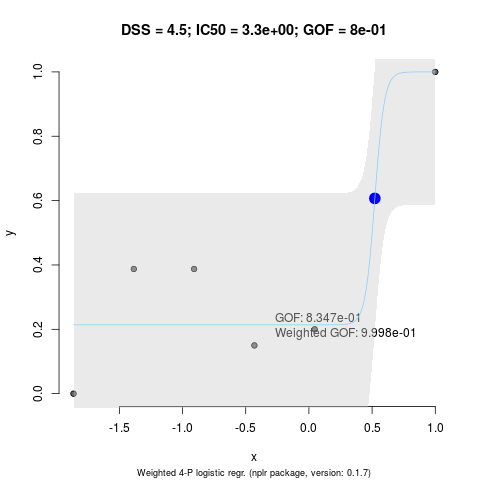 DSS = 4.5; IC50 = 3.3e+00; GOF = 8e-01
1.0
0.8
0.6
0.4
0.2
0.0
y
GOF: 8.347e-01
Weighted GOF: 9.998e-01
-1.5 -1.0 -0.5 0.0 0.5 1.0
x
Weighted 4-P logistic regr. (nplr package, version: 0.1.7)